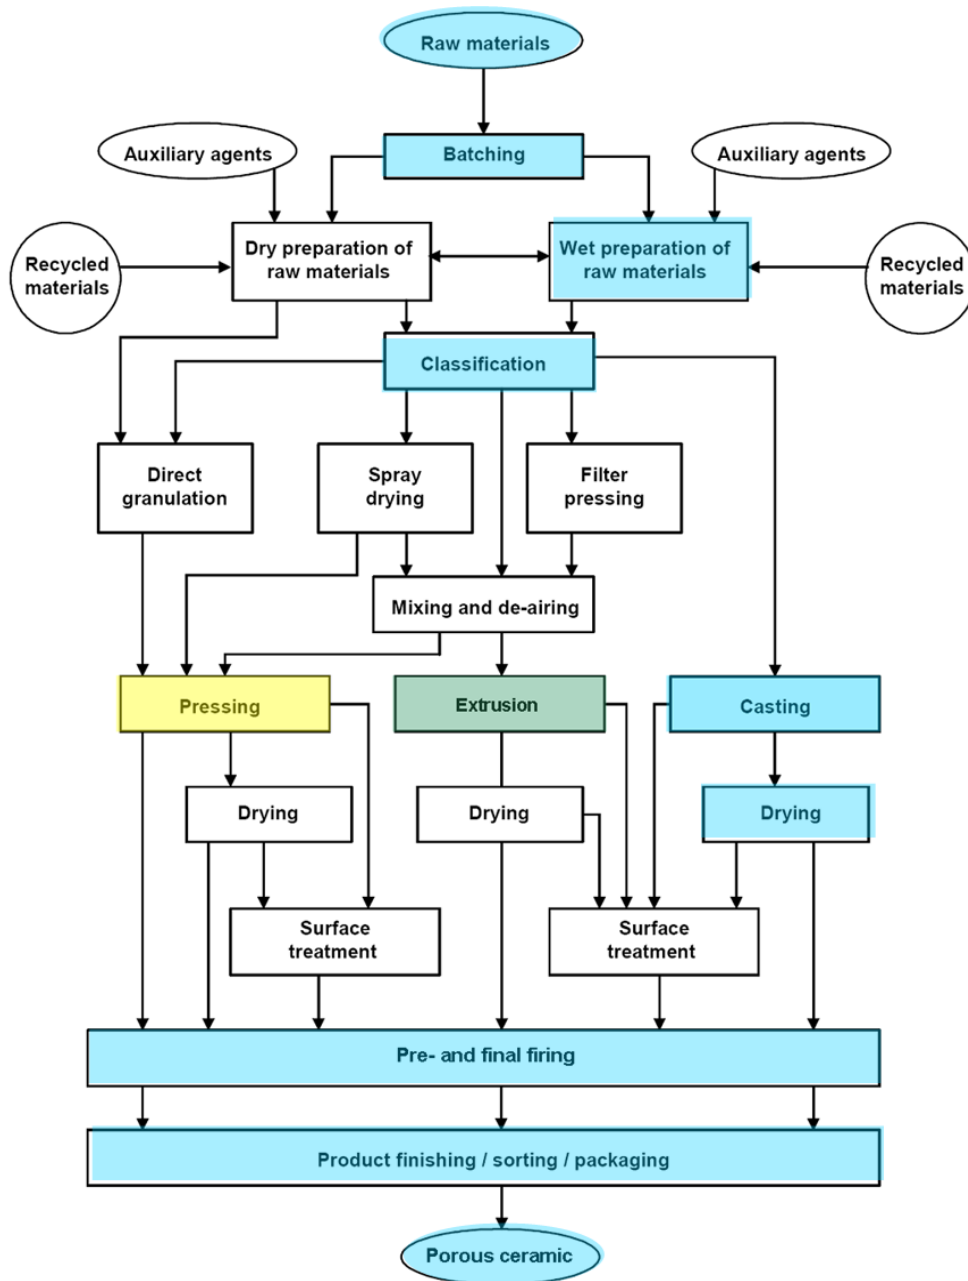 Raw materials
Batching
Auxiliary agents
Auxiliary agents
Recycled
materials
Dry preparation of
raw materials
Wet preparation of
raw materials
Recycled
materials
Classification
Direct
granulation
Spray
drying
Filter
pressing
Mixing and de-airing
Pressing
Extrusion
Casting
Drying
Drying
Drying
Surface
treatment
Surface
treatment
Pre- and final firing
Product finishing / sorting / packaging
Porous ceramic